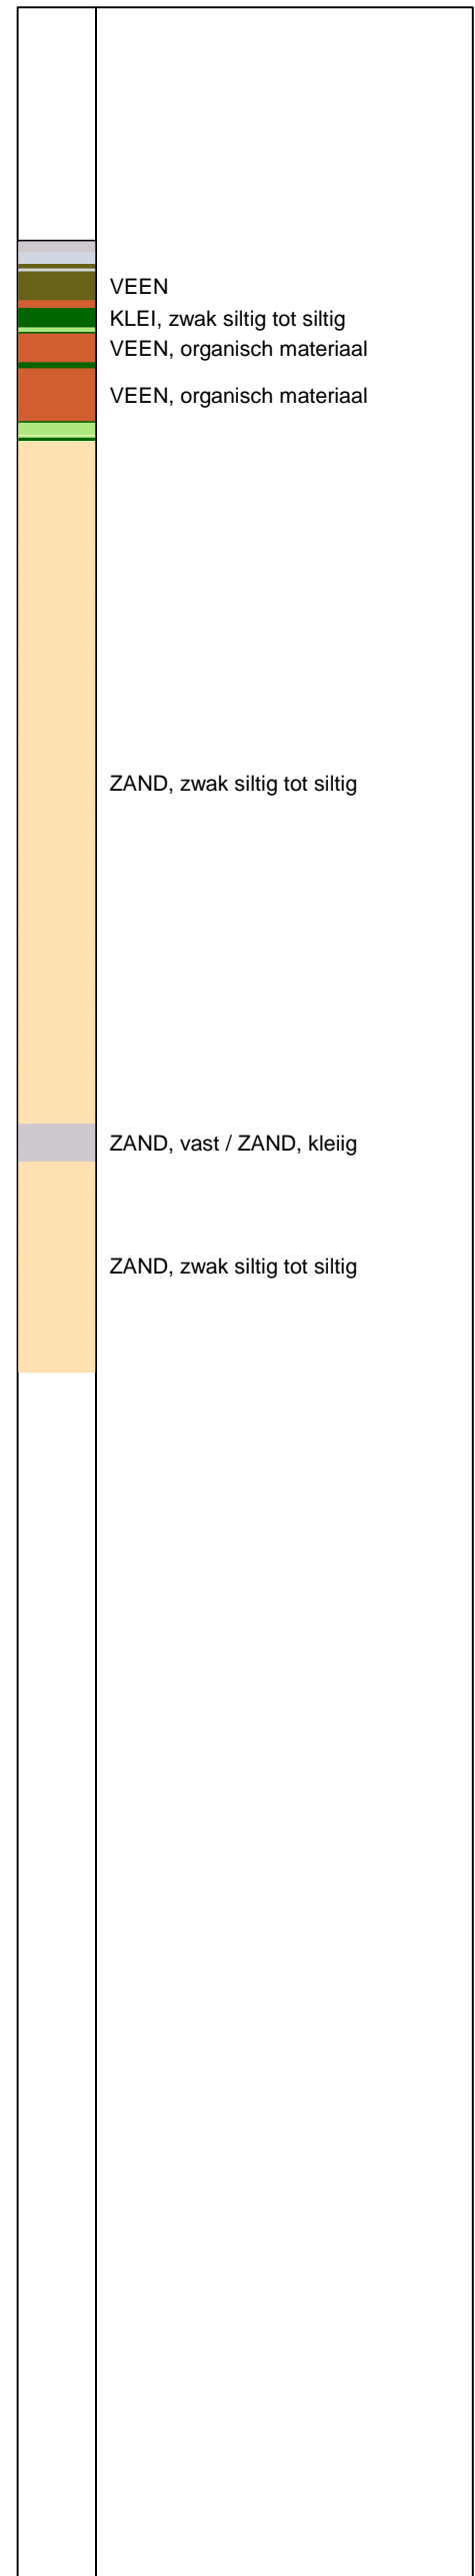 VEEN
KLEI, zwak siltig tot siltig
VEEN, organisch materiaal
VEEN, organisch materiaal
ZAND, zwak siltig tot siltig
ZAND, vast / ZAND, kleiig
ZAND, zwak siltig tot siltig